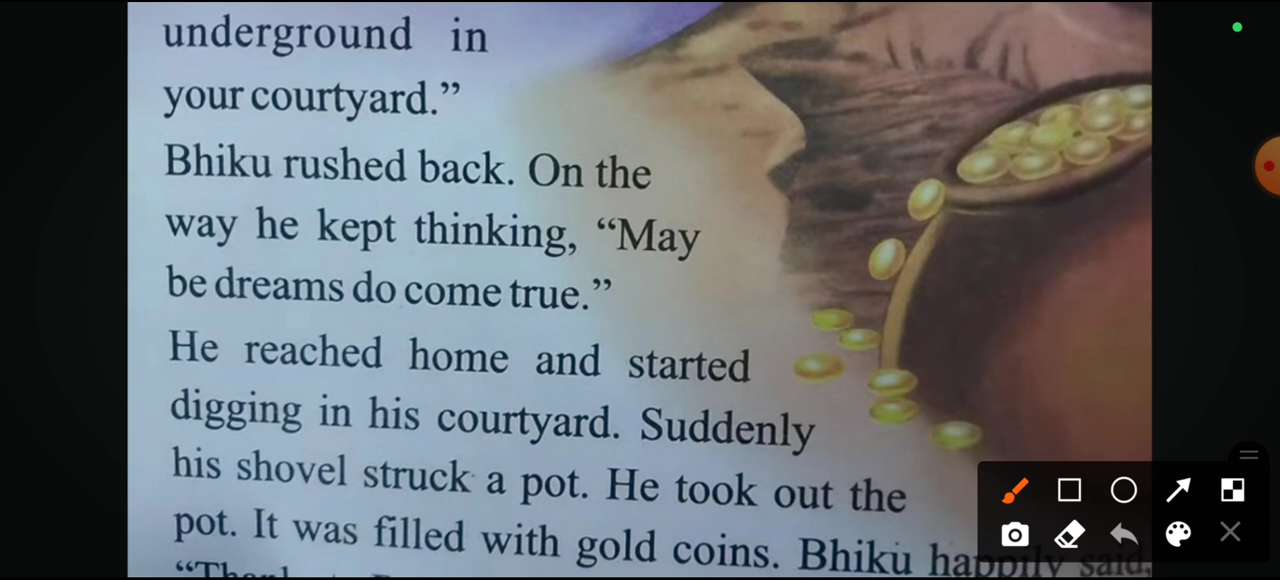 underground in
your courtyard.”
Bhiku rushed back. On the
way he kept thinking, “May
be dreams do come true.”
He reached home and started
digging in his courtyard. Suddenly
his shovel struck a pot. He took out the
pot. It was filled with gold coins. Bhiku happily said,